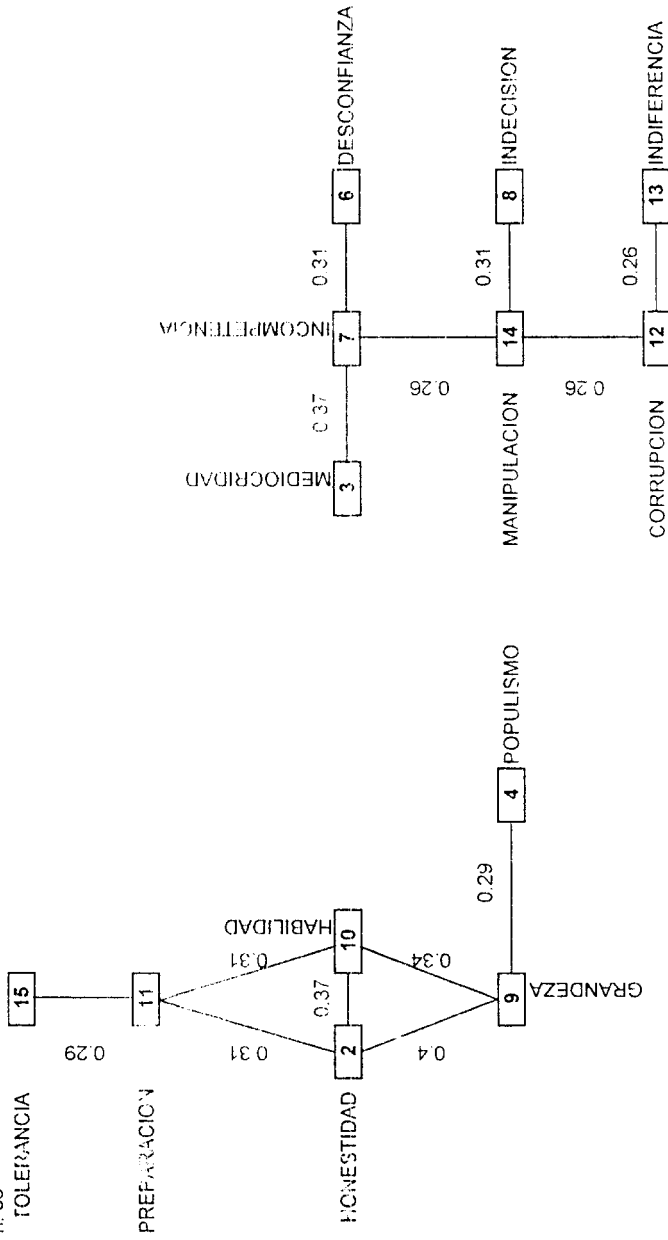 TOLERANCIA
15
0.29
PREPARACION
11
0.31
0.31
HONESTIDAD
2
0.37
10
HABILIDAD
0.4
0.34
9
GRANDEZA
0.29
4
POPULISMO
MEDIOCRIDAD
3
0.37
INCOMPETENCIA
7
0.31
6
DESCONFIANZA
0.26
MANIPULACION
14
0.31
8
INDECISION
0.26
CORRUPCION
12
0.26
13
INDIFERENCIA